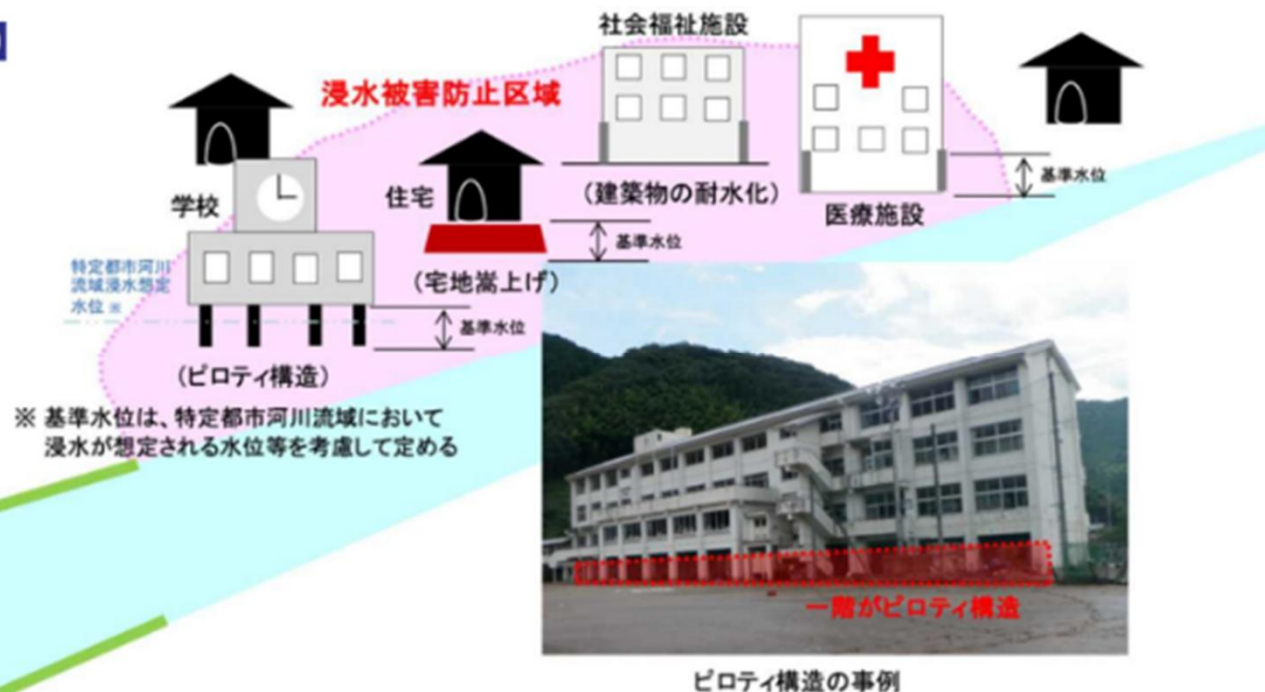 社会福祉施設
浸水被害防止区域
学校
住宅
(建築物の耐水化)
医療施設
基準水位
基準水位
特定都市河川
流域浸水想定
水位 ※
(宅地嵩上げ)
基準水位
(ピロティ構造)
※ 基準水位は、特定都市河川流域において
浸水が想定される水位等を考慮して定める
一階がピロティ構造
ピロティ構造の事例